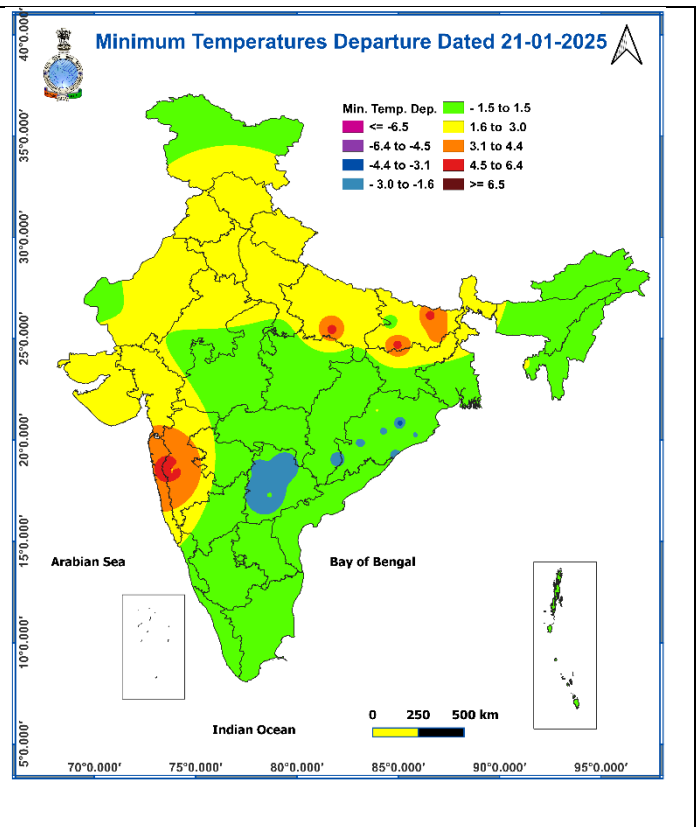 Minimum Temperatures Departure Dated 21-01-2025
Min. Temp. Dep.
<= -6.5
-6.4 to -4.5
-4.4 to -3.1
- 3.0 to -1.6
- 1.5 to 1.5
1.6 to 3.0
3.1 to 4.4
4.5 to 6.4
>= 6.5
40°0.000'
35°0.000'
30°0.000'
25°0.000'
20°0.000'
15°0.000'
10°0.000'
5°0.000'
Arabian Sea
Bay of Bengal
Indian Ocean
0 250 500 km
70°0.000' 75°0.000' 80°0.000' 85°0.000' 90°0.000' 95°0.000'